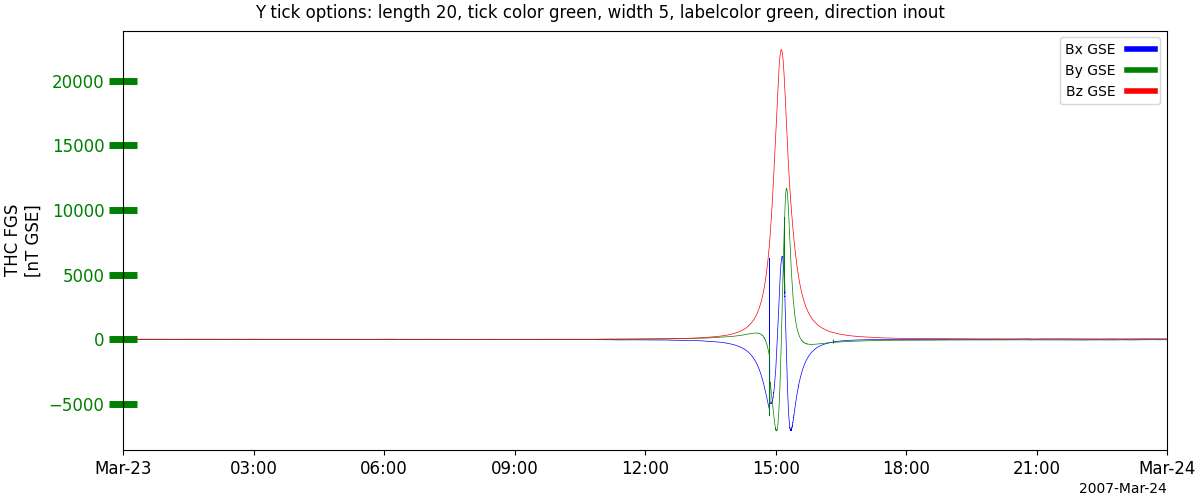 Y tick options: length 20, tick color green, width 5, labelcolor green, direction inout
Bx GSE
By GSE
Bz GSE
20000
15000
10000
5000
0
−5000
THC FGS
[nT GSE]
Mar-23 03:00 06:00 09:00 12:00 15:00 18:00 21:00 Mar-24
2007-Mar-24